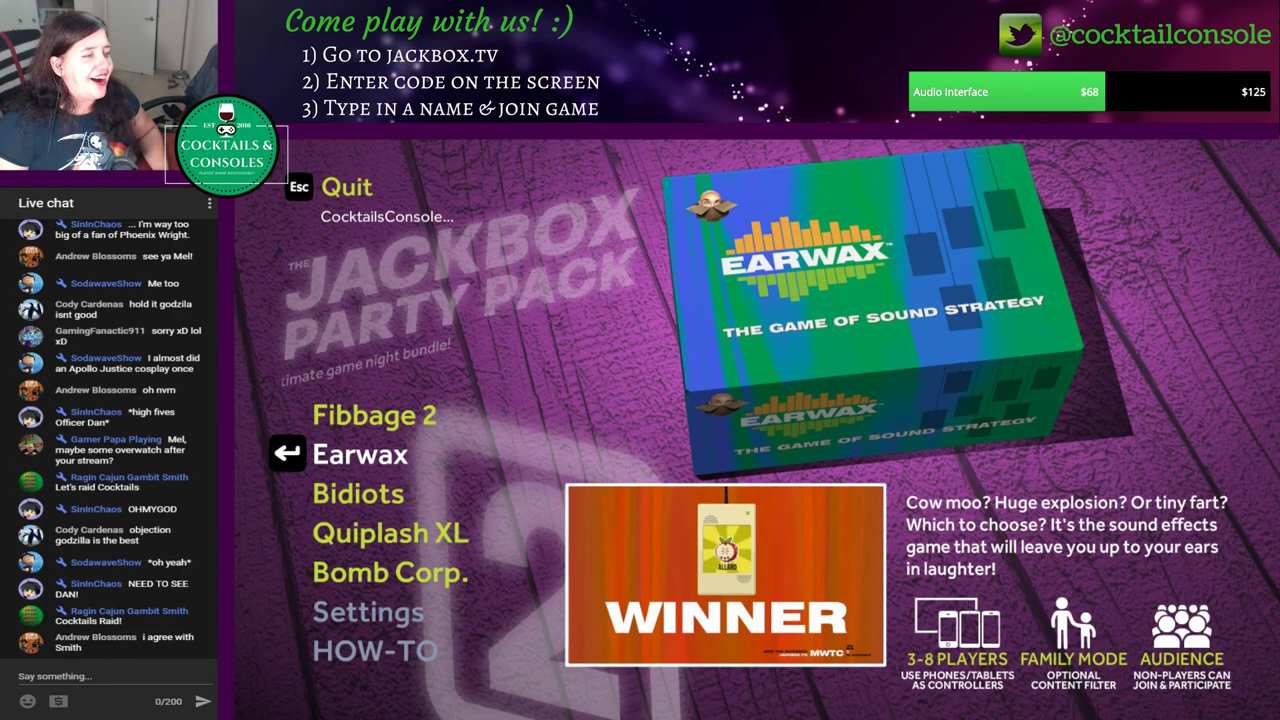 Come play with us! :)
1) Go to jackbox.tv
2) Enter code on the screen
3) Type in a name & join game
@cocktailconsole
Audio Interface $68 $125
EST 2016
COCKTAILS &
CONSOLES
PLEASE GAME RESPONSIBLY
Live chat
SinInChaos ... I'm way too
big of a fan of Phoenix Wright.
Andrew Blossoms see ya Mel!
SodawaveShow Me too
Cody Cardenas hold it godzila
isnt good
GamingFanactic911 sorry xD lol
xD
SodawaveShow I almost did
an Apollo Justice cosplay once
Andrew Blossoms oh nvm
SinInChaos *high fives
Officer Dan*
Gamer Papa Playing Mel,
maybe some overwatch after
your stream?
Ragin Cajun Gambit Smith
Let's raid Cocktails
SinInChaos OHMYGOD
Cody Cardenas objection
godzilla is the best
SodawaveShow *oh yeah*
SinInChaos NEED TO SEE
DAN!
Ragin Cajun Gambit Smith
Cocktails Raid!
Andrew Blossoms i agree with
Smith
Say something...
0/200
Esc Quit
CocktailsConsole...
THE
JACKBOX
PARTY PACK
timate game night bundle!
2
Fibbage 2
Earwax
Bidiots
Quiplash XL
Bomb Corp.
Settings
HOW-TO
EARWAX™
THE GAME OF SOUND STRATEGY
EARWAX
THE GAME OF SOUND STRATEGY
ALLARD
WINNER
MWTC
Cow moo? Huge explosion? Or tiny fart?
Which to choose? It's the sound effects
game that will leave you up to your ears
in laughter!
3-8 PLAYERS
USE PHONES/TABLETS
AS CONTROLLERS
FAMILY MODE
OPTIONAL
CONTENT FILTER
AUDIENCE
NON-PLAYERS CAN
JOIN & PARTICIPATE